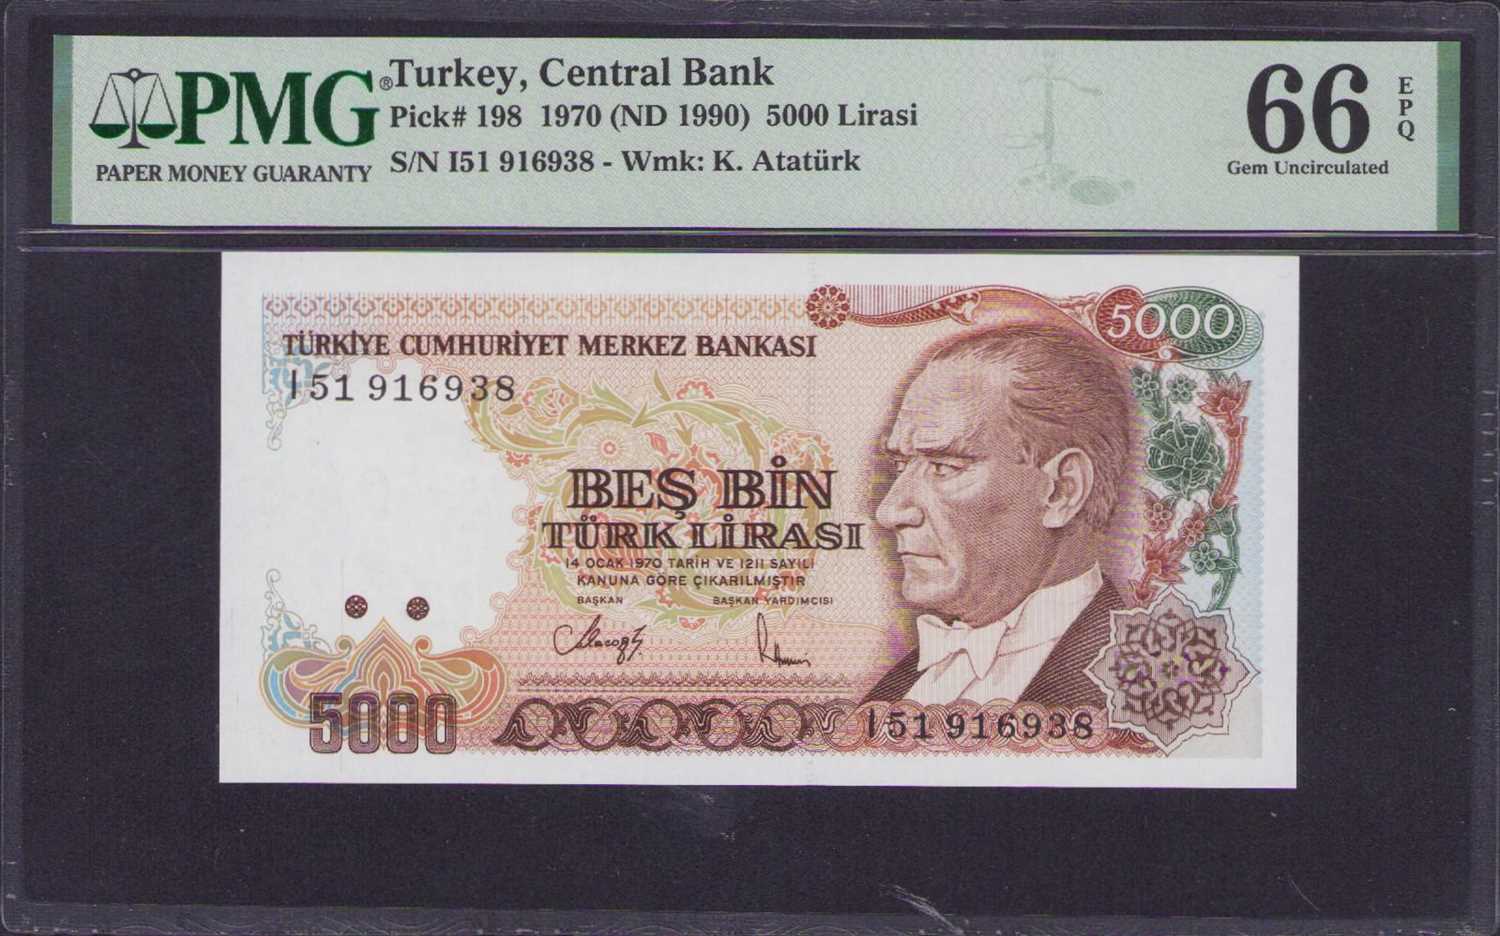 PMG®
PAPER MONEY GUARANTY
Turkey, Central Bank
Pick# 198 1970 (ND 1990) 5000 Lirasi
S/N I51 916938 - Wmk: K. Atatürk
66
EPQ
Gem Uncirculated
5000
TÜRKİYE CUMHURİYET MERKEZ BANKASI
I 51 916938
BEŞ BİN
TÜRK LİRASI
14 OCAK 1970 TARİH VE 1211 SAYILI
KANUNA GÖRE ÇIKARILMIŞTIR
BAŞKAN BAŞKAN YARDIMCISI
5000
I 51 916938